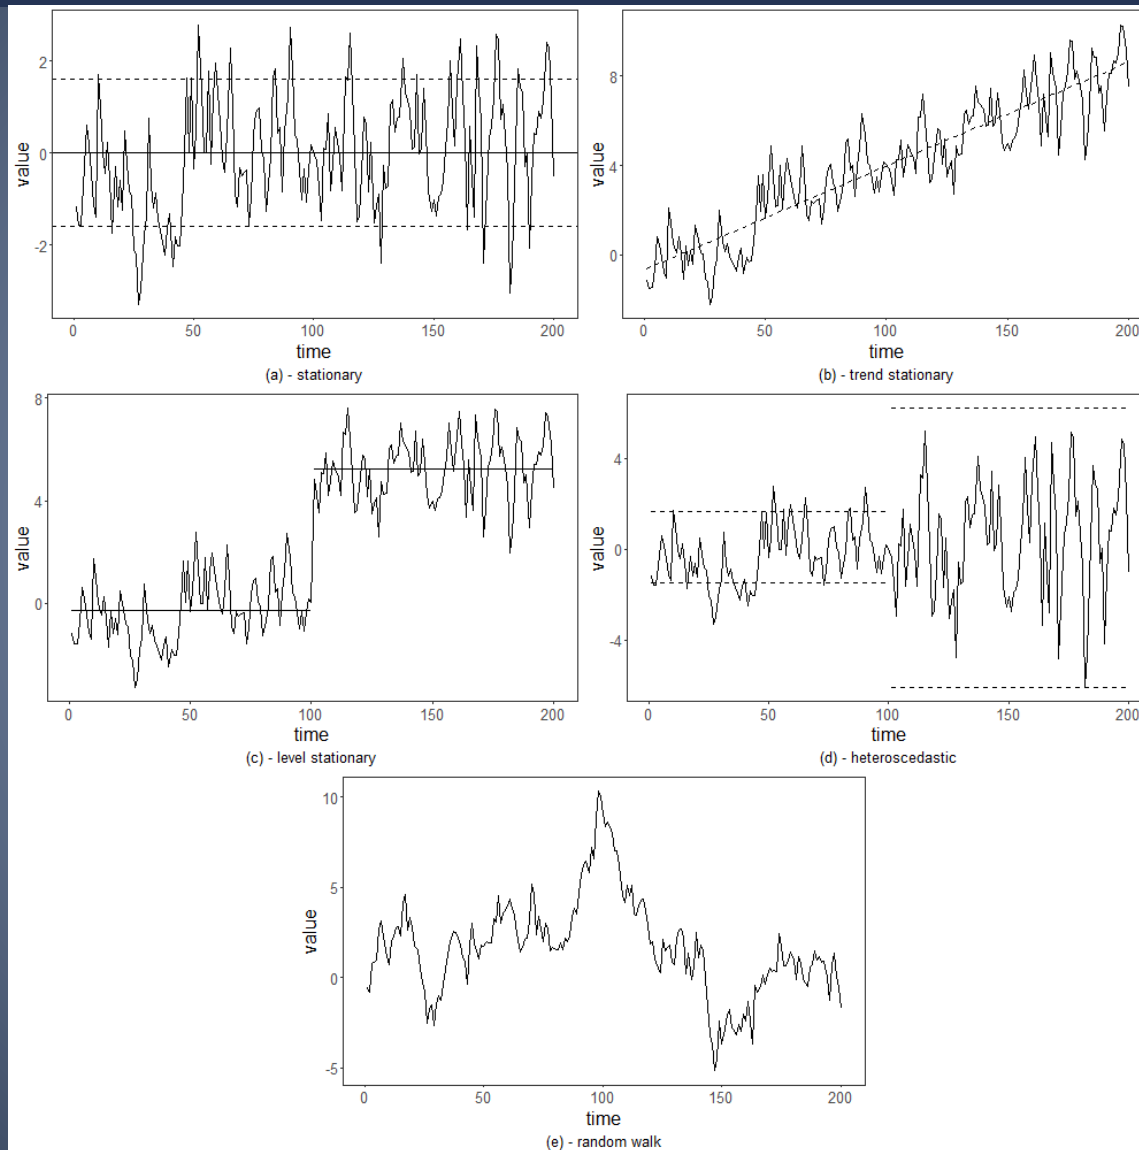 2
0
-2
value
0
50
100
150
200
time
(a) - stationary
8
4
0
value
0
50
100
150
200
time
(b) - trend stationary
8
4
0
value
0
50
100
150
200
time
(c) - level stationary
4
0
-4
value
0
50
100
150
200
time
(d) - heteroscedastic
10
5
0
-5
value
0
50
100
150
200
time
(e) - random walk